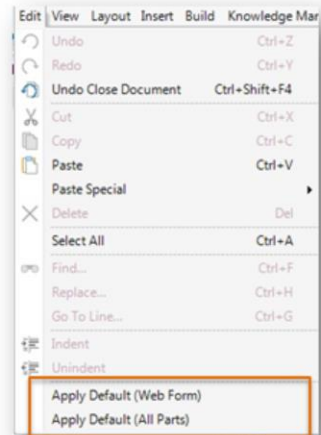 Edit View Layout Insert Build Knowledge Mar
Undo Ctrl+Z
Redo Ctrl+Y
Undo Close Document Ctrl+Shift+F4
Cut Ctrl+X
Copy Ctrl+C
Paste Ctrl+V
Paste Special
Delete Del
Select All Ctrl+A
Find... Ctrl+F
Replace... Ctrl+H
Go To Line... Ctrl+G
Indent
Unindent
Apply Default (Web Form)
Apply Default (All Parts)